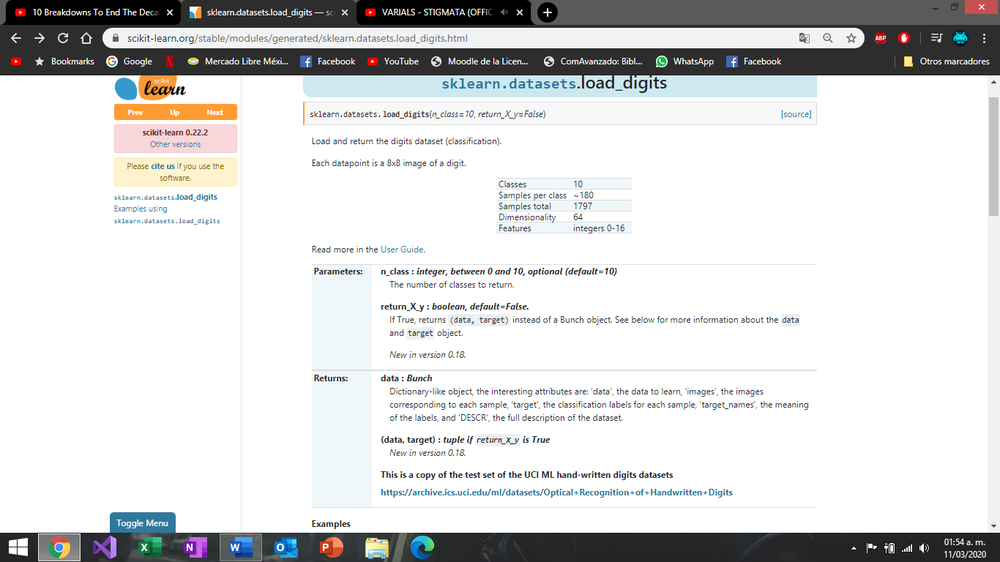 10 Breakdowns To End The Deca
sklearn.datasets.load_digits — sci
VARIALS - STIGMATA (OFFIC
scikit-learn.org/stable/modules/generated/sklearn.datasets.load_digits.html
ABP
Bookmarks
Google
Mercado Libre Méxi...
Facebook
YouTube
Moodle de la Licen...
ComAvanzado: Bibl...
WhatsApp
Facebook
Otros marcadores
scikit
learn
Prev Up Next
scikit-learn 0.22.2
Other versions
Please cite us if you use the
software.
sklearn.datasets.load_digits
Examples using
sklearn.datasets.load_digits
sklearn.datasets.load_digits
sklearn.datasets.load_digits(n_class=10, return_X_y=False) [source]
Load and return the digits dataset (classification).
Each datapoint is a 8x8 image of a digit.
Classes 10
Samples per class ~180
Samples total 1797
Dimensionality 64
Features integers 0-16
Read more in the User Guide.
Parameters: n_class : integer, between 0 and 10, optional (default=10)
The number of classes to return.
return_X_y : boolean, default=False.
If True, returns (data, target) instead of a Bunch object. See below for more information about the data
and target object.
New in version 0.18.
Returns: data : Bunch
Dictionary-like object, the interesting attributes are: ‘data’, the data to learn, ‘images’, the images
corresponding to each sample, ‘target’, the classification labels for each sample, ‘target_names’, the meaning
of the labels, and ‘DESCR’, the full description of the dataset.
(data, target) : tuple if return_X_y is True
New in version 0.18.
This is a copy of the test set of the UCI ML hand-written digits datasets
https://archive.ics.uci.edu/ml/datasets/Optical+Recognition+of+Handwritten+Digits
Examples
Toggle Menu
01:54 a. m.
11/03/2020